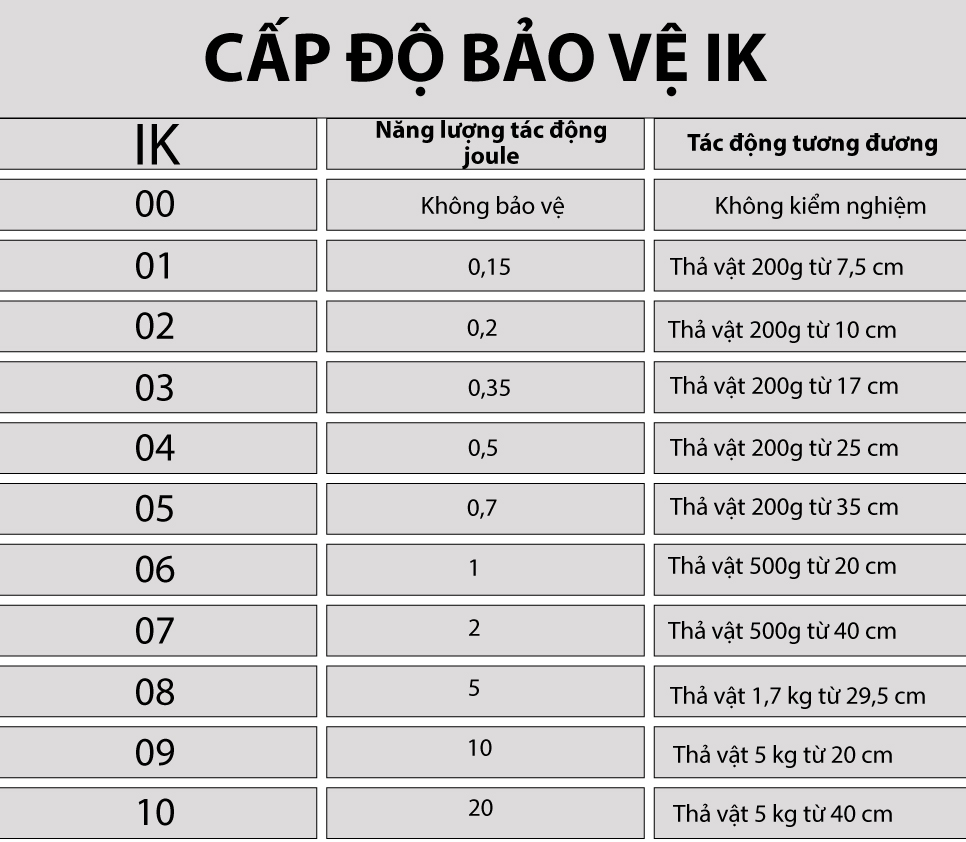 CẤP ĐỘ BẢO VỆ IK
IK
Năng lượng tác động
joule
Tác động tương đương
00
Không bảo vệ
Không kiểm nghiệm
01
0,15
Thả vật 200g từ 7,5 cm
02
0,2
Thả vật 200g từ 10 cm
03
0,35
Thả vật 200g từ 17 cm
04
0,5
Thả vật 200g từ 25 cm
05
0,7
Thả vật 200g từ 35 cm
06
1
Thả vật 500g từ 20 cm
07
2
Thả vật 500g từ 40 cm
08
5
Thả vật 1,7 kg từ 29,5 cm
09
10
Thả vật 5 kg từ 20 cm
10
20
Thả vật 5 kg từ 40 cm